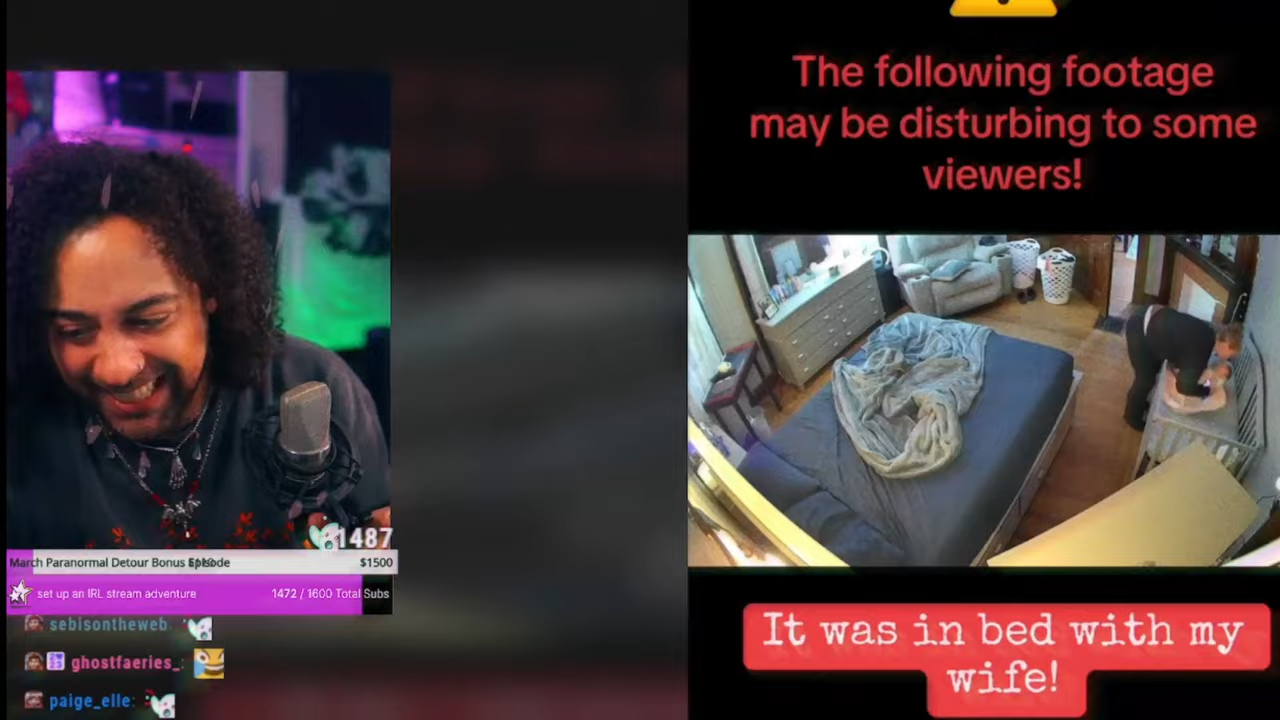 The following footage
may be disturbing to some
viewers!
1487
March Paranormal Detour Bonus Episode
$1500
set up an IRL stream adventure
1472 / 1600 Total Subs
sebisontheweb:
ghostfaeries_:
paige_elle:
It was in bed with my
wife!